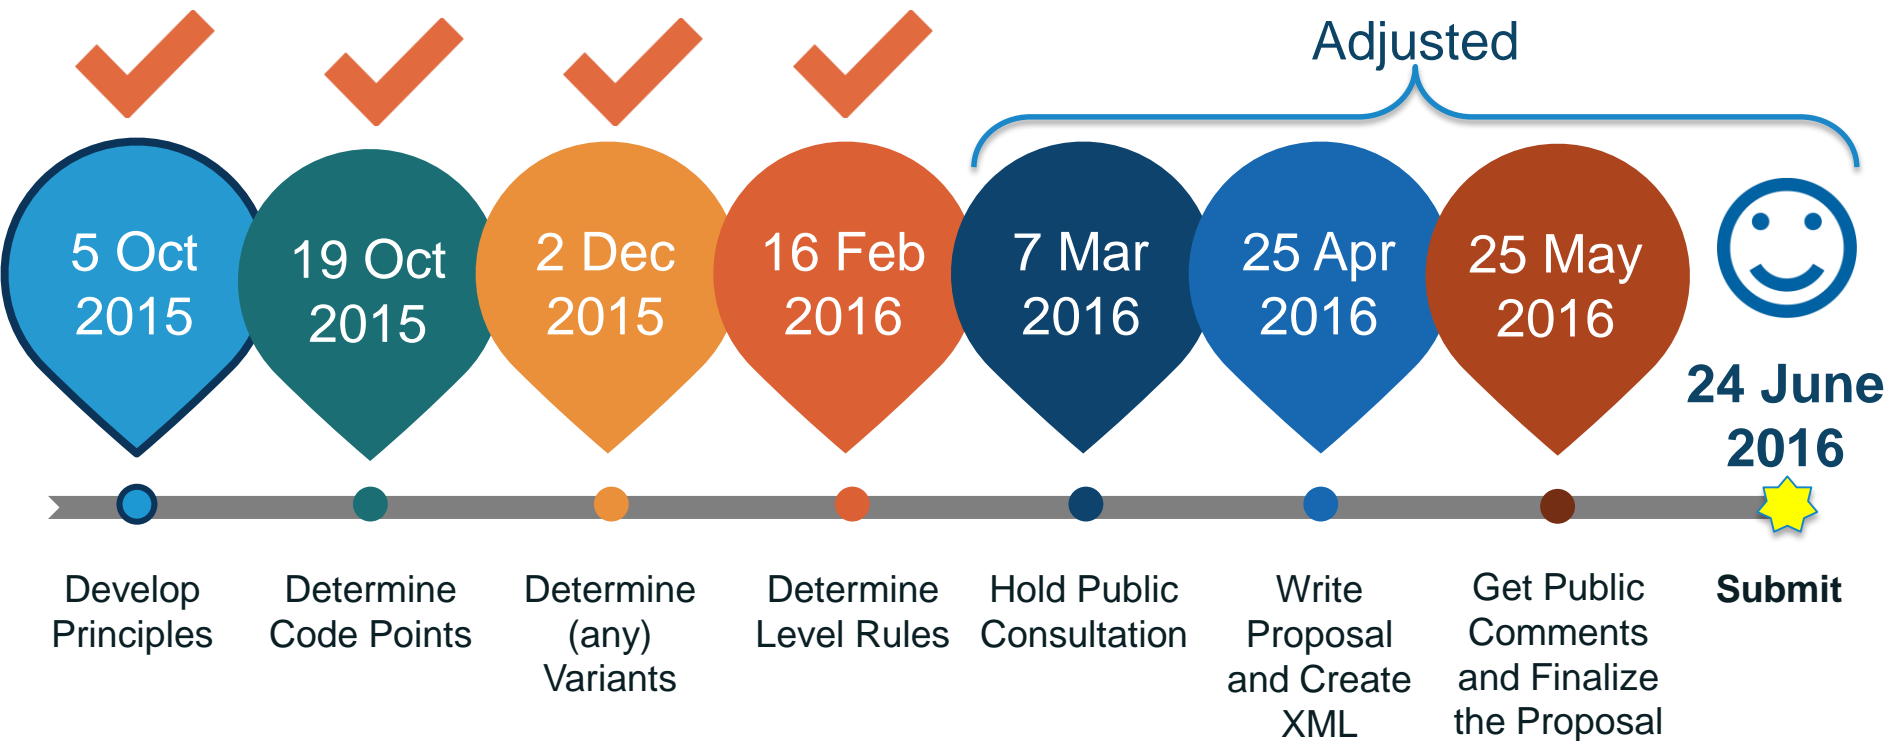 Adjusted
5 Oct
2015
19 Oct
2015
2 Dec
2015
16 Feb
2016
7 Mar
2016
25 Apr
2016
25 May
2016
24 June
2016
Develop
Principles
Determine
Code Points
Determine
(any)
Variants
Determine
Level Rules
Hold Public
Consultation
Write
Proposal
and Create
XML
Get Public
Comments
and Finalize
the Proposal
Submit